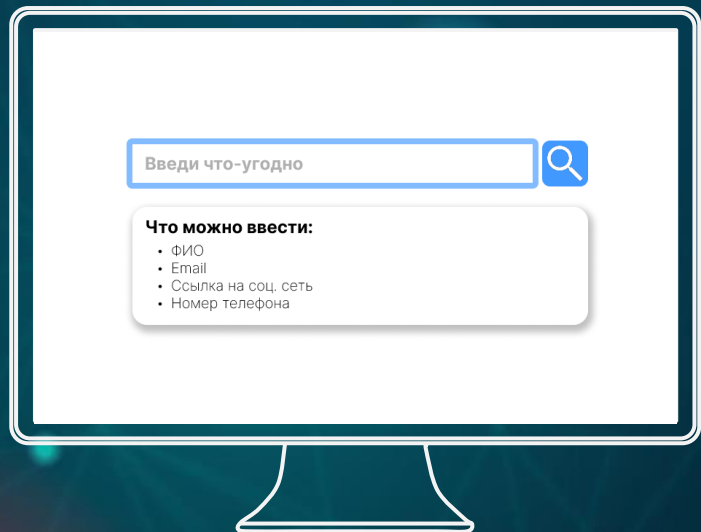 Введи что-угодно
Что можно ввести:
• ФИО
• Email
• Ссылка на соц. сеть
• Номер телефона